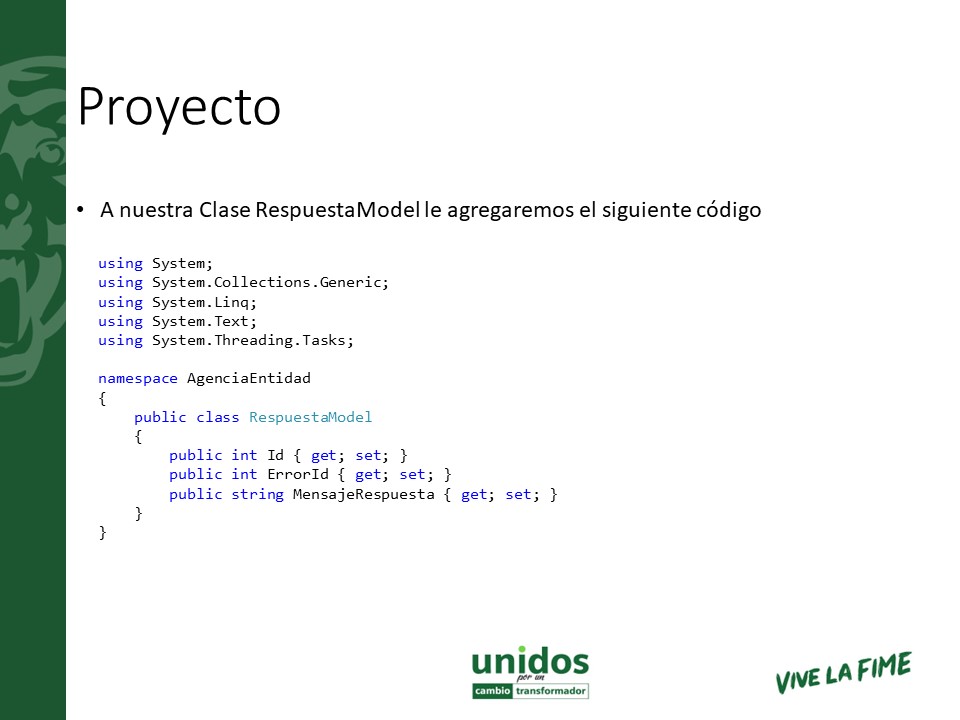 Proyecto
• A nuestra Clase RespuestaModel le agregaremos el siguiente código
using System;
using System.Collections.Generic;
using System.Linq;
using System.Text;
using System.Threading.Tasks;
namespace AgenciaEntidad
{
    public class RespuestaModel
    {
        public int Id { get; set; }
        public int ErrorId { get; set; }
        public string MensajeRespuesta { get; set; }
    }
}
unidos
por un
cambio transformador
VIVE LA FIME